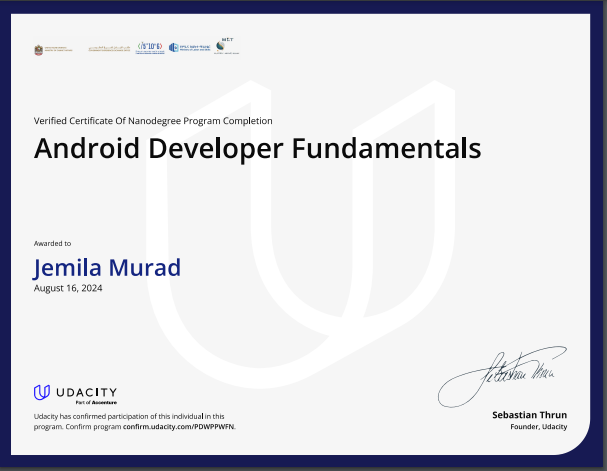 Verified Certificate Of Nanodegree Program Completion
Android Developer Fundamentals
Awarded to
Jemila Murad
August 16, 2024
UDACITY
Part of Accenture
Udacity has confirmed participation of this individual in this
program. Confirm program confirm.udacity.com/PDWPPWFN.
Sebastian Thrun
Founder, Udacity